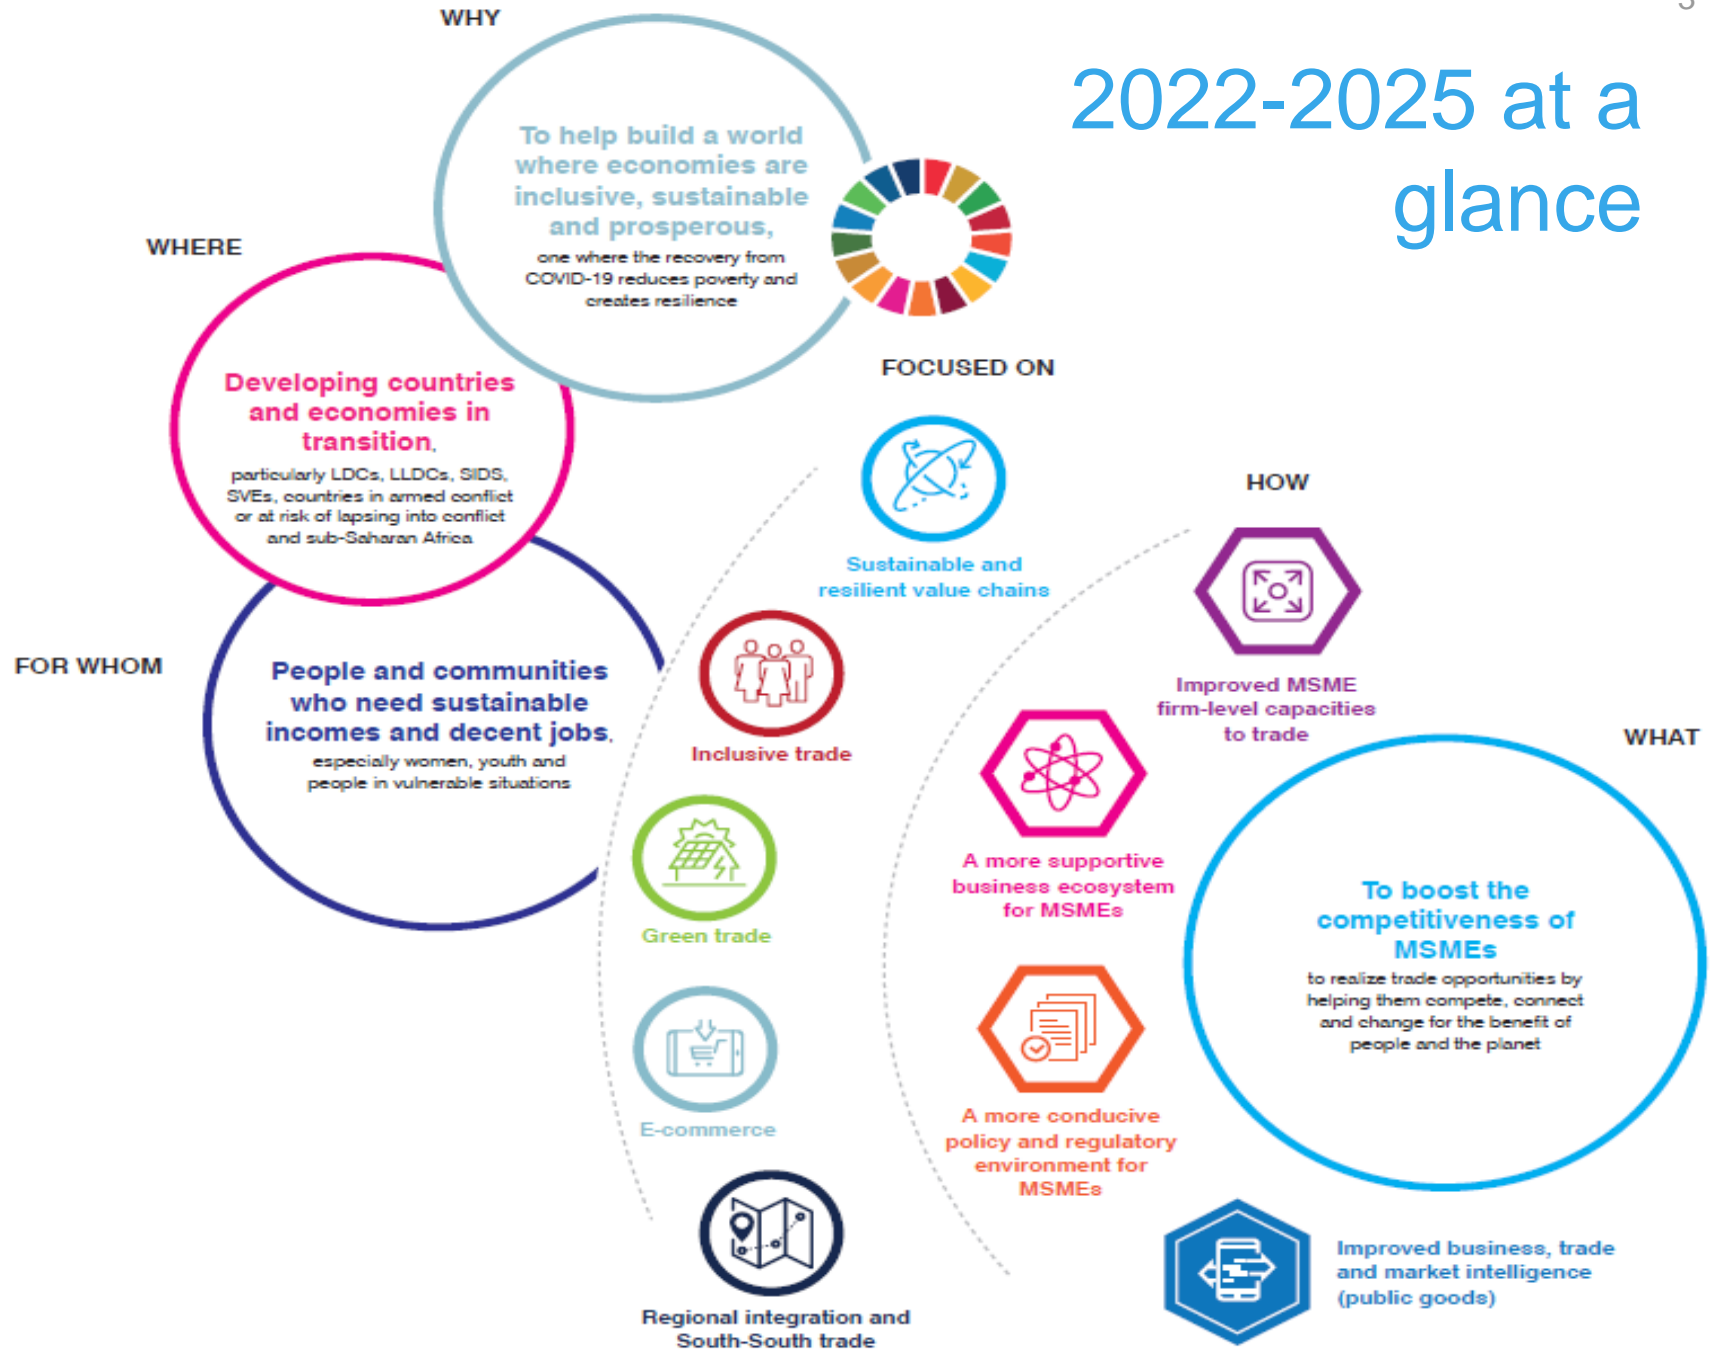 WHY
2022-2025 at a
glance
To help build a world
where economies are
inclusive, sustainable
and prosperous,
one where the recovery from
COVID-19 reduces poverty and
creates resilience
WHERE
Developing countries
and economies in
transition,
particularly LDCs, LLDCs, SIDS,
SVEs, countries in armed conflict
or at risk of lapsing into conflict
and sub-Saharan Africa
FOR WHOM
People and communities
who need sustainable
incomes and decent jobs,
especially women, youth and
people in vulnerable situations
FOCUSED ON
Sustainable and
resilient value chains
Inclusive trade
Green trade
E-commerce
Regional integration and
South-South trade
HOW
Improved MSME
firm-level capacities
to trade
A more supportive
business ecosystem
for MSMEs
A more conducive
policy and regulatory
environment for
MSMEs
Improved business, trade
and market intelligence
(public goods)
WHAT
To boost the
competitiveness of
MSMEs
to realize trade opportunities by
helping them compete, connect
and change for the benefit of
people and the planet